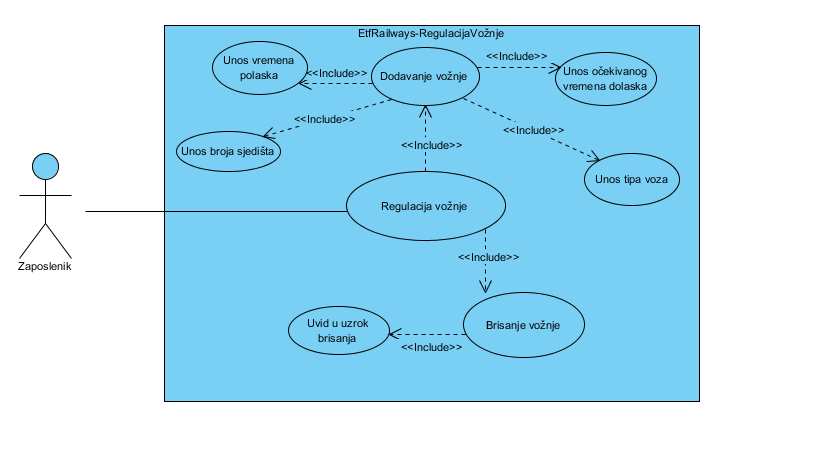 EtfRailways-RegulacijaVožnje
Unos vremena
polaska
<<Include>>
Dodavanje vožnje
<<Include>>
Unos očekivanog
vremena dolaska
<<Include>>
<<Include>>
Unos broja sjedišta
<<Include>>
Unos tipa voza
Regulacija vožnje
Zaposlenik
<<Include>>
Uvid u uzrok
brisanja
<<Include>>
Brisanje vožnje